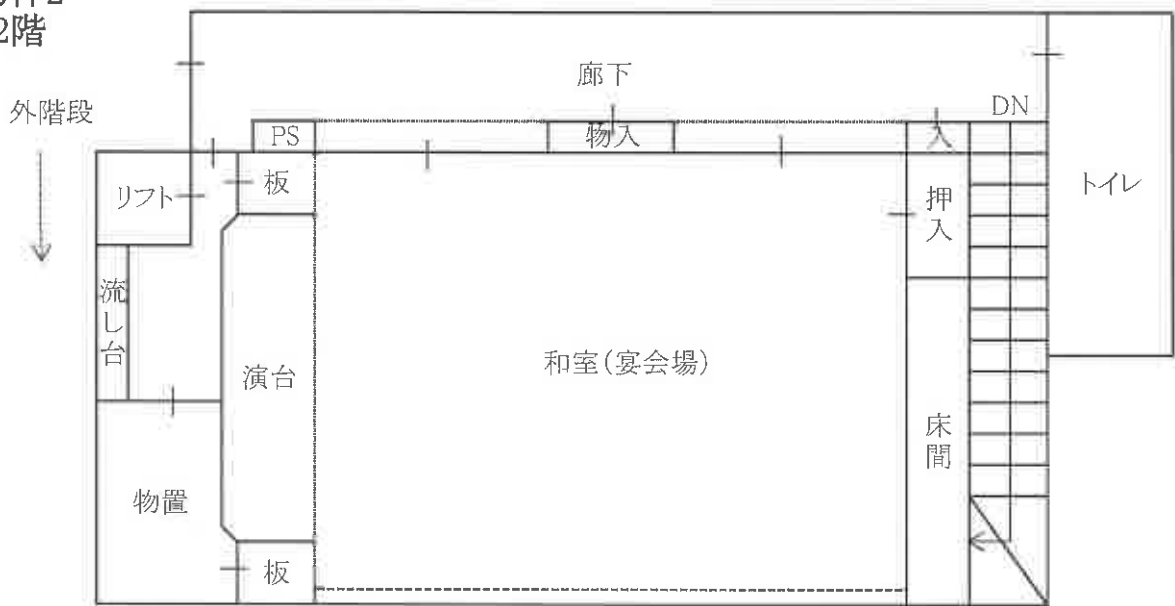 2階
廊下
外階段
DN
PS
物入
入
板
リフト
トイレ
押入
流し台
和室(宴会場)
演台
床間
物置
板